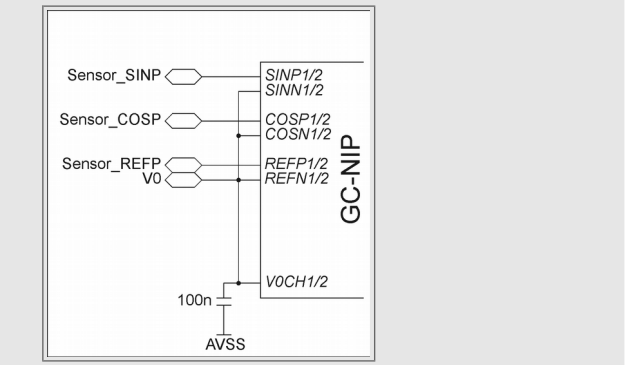 Sensor_SINP
SINP1/2
SINN1/2
Sensor_COSP
COSP1/2
COSN1/2
Sensor_REFP
REFP1/2
V0
REFN1/2
GC-NIP
V0CH1/2
100n
AVSS